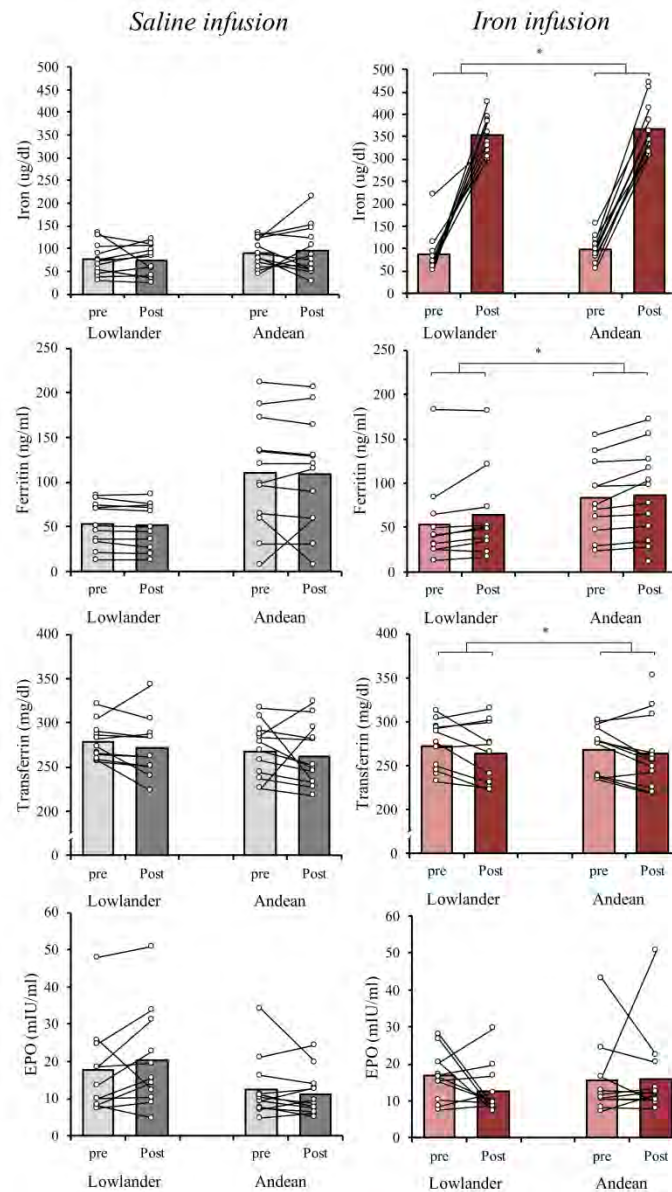 Saline infusion
Iron infusion
Iron (ug/dl)
500
450
400
350
300
250
200
150
100
50
0
pre Post pre Post
Lowlander Andean
Iron (ug/dl)
500
450
400
350
300
250
200
150
100
50
0
*
pre Post pre Post
Lowlander Andean
Ferritin (ng/ml)
250
200
150
100
50
0
pre Post pre Post
Lowlander Andean
Ferritin (ng/ml)
250
200
150
100
50
0
*
pre Post pre Post
Lowlander Andean
Transferrin (mg/dl)
400
350
300
250
200
0
pre Post pre Post
Lowlander Andean
Transferrin (mg/dl)
400
350
300
250
200
0
*
pre Post pre Post
Lowlander Andean
EPO (mIU/ml)
60
50
40
30
20
10
0
pre Post pre Post
Lowlander Andean
EPO (mIU/ml)
60
50
40
30
20
10
0
pre Post pre Post
Lowlander Andean